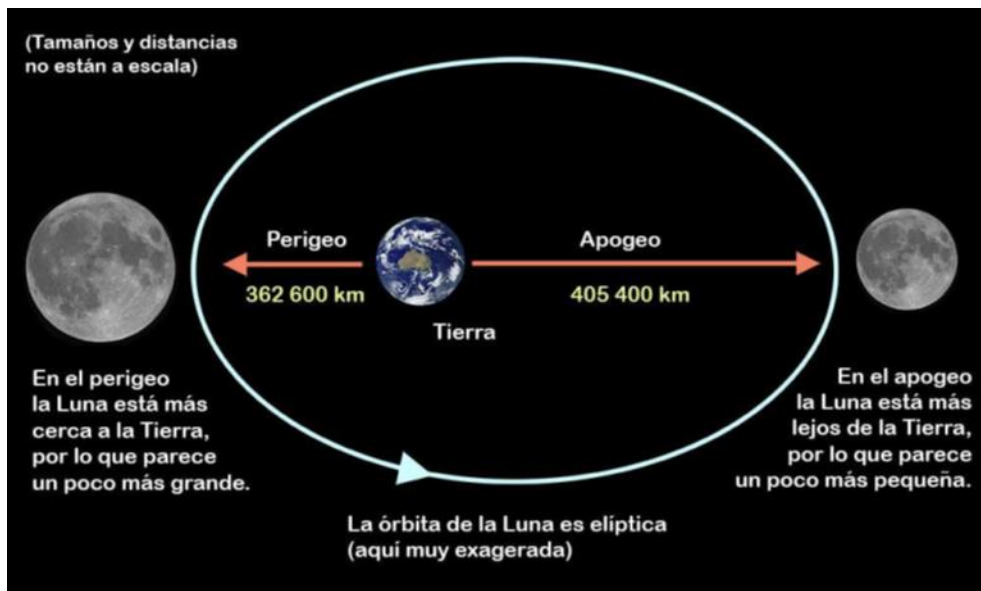 (Tamaños y distancias
no están a escala)
Perigeo
362 600 km
Apogeo
405 400 km
Tierra
En el perigeo
la Luna está más
cerca a la Tierra,
por lo que parece
un poco más grande.
En el apogeo
la Luna está más
lejos de la Tierra,
por lo que parece
un poco más pequeña.
La órbita de la Luna es elíptica
(aquí muy exagerada)